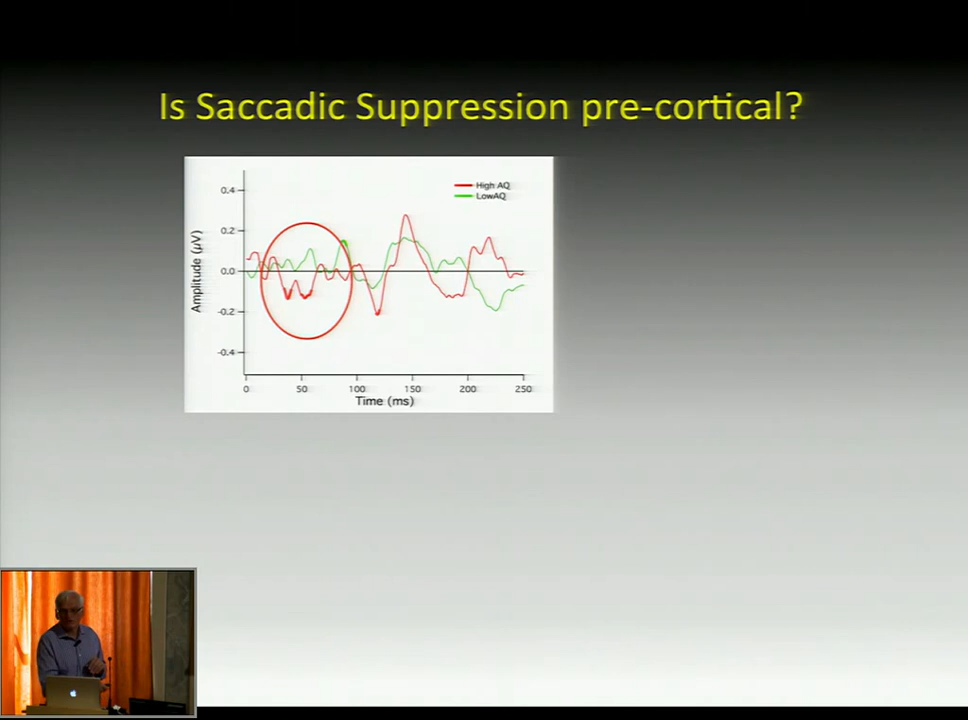 Is Saccadic Suppression pre-cortical?
High AQ
LowAQ
0.4
0.2
0.0
-0.2
-0.4
Amplitude (µV)
0 50 100 150 200 250
Time (ms)